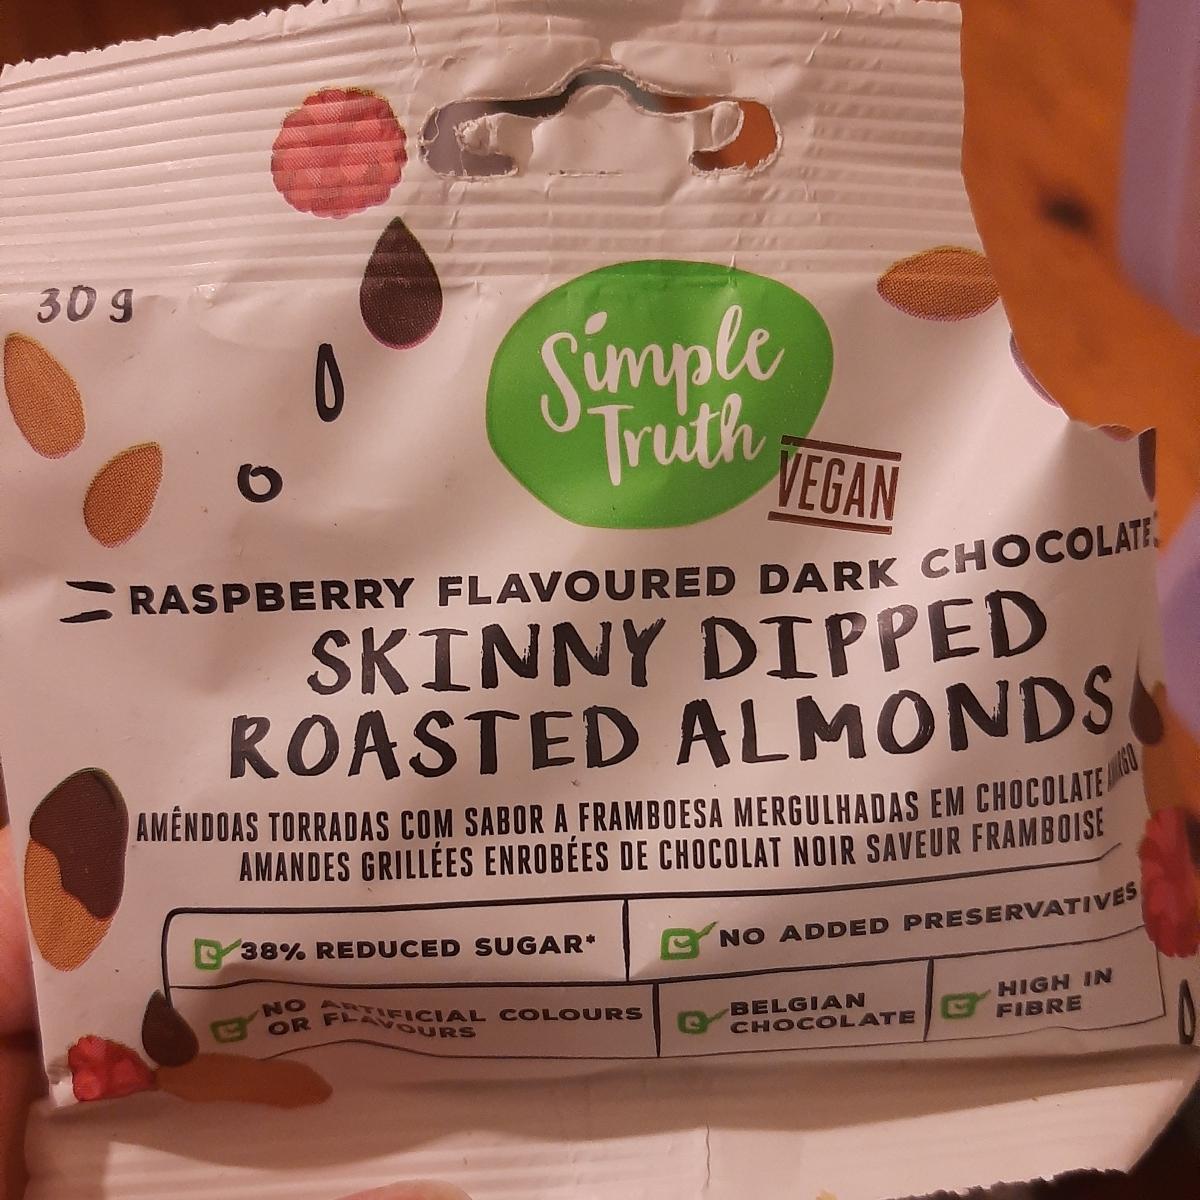 30 g
Simple
Truth
VEGAN
RASPBERRY FLAVOURED DARK CHOCOLATE
SKINNY DIPPED
ROASTED ALMONDS
AMÊNDOAS TORRADAS COM SABOR A FRAMBOESA MERGULHADAS EM CHOCOLATE AMARGO
AMANDES GRILLÉES ENROBÉES DE CHOCOLAT NOIR SAVEUR FRAMBOISE
38% REDUCED SUGAR*
NO ADDED PRESERVATIVES
NO ARTIFICIAL COLOURS
OR FLAVOURS
BELGIAN
CHOCOLATE
HIGH IN
FIBRE